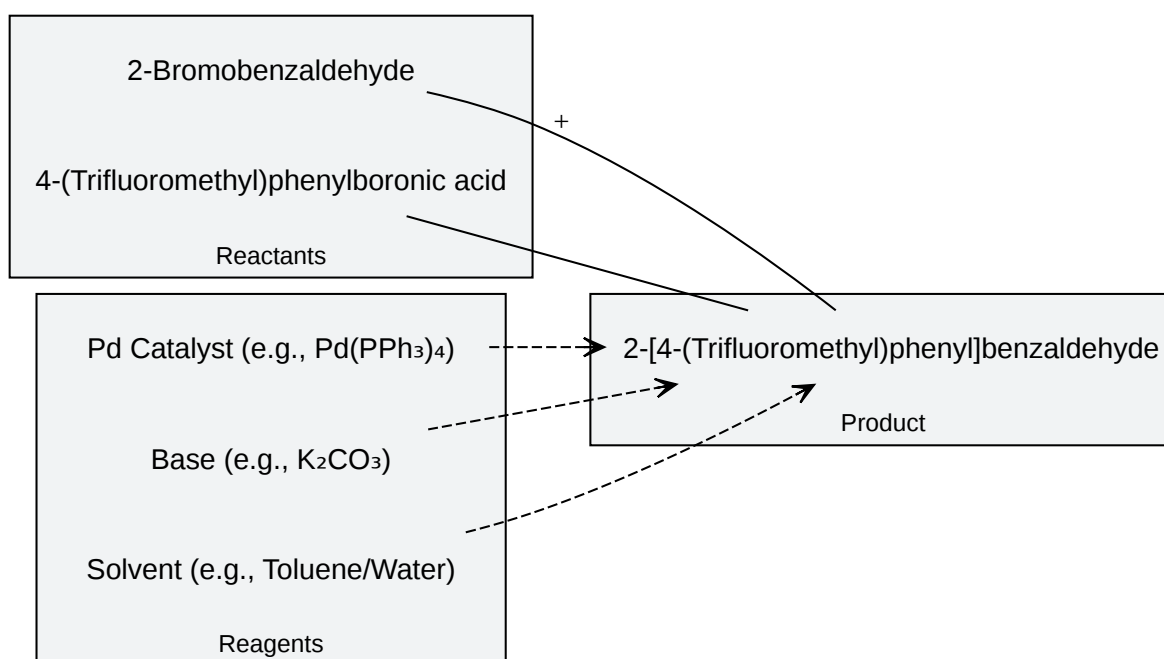 2-Bromobenzaldehyde
+
4-(Trifluoromethyl)phenylboronic acid
Reactants
Pd Catalyst (e.g., Pd(PPh₃)₄)
2-[4-(Trifluoromethyl)phenyl]benzaldehyde
Product
Base (e.g., K₂CO₃)
Solvent (e.g., Toluene/Water)
Reagents